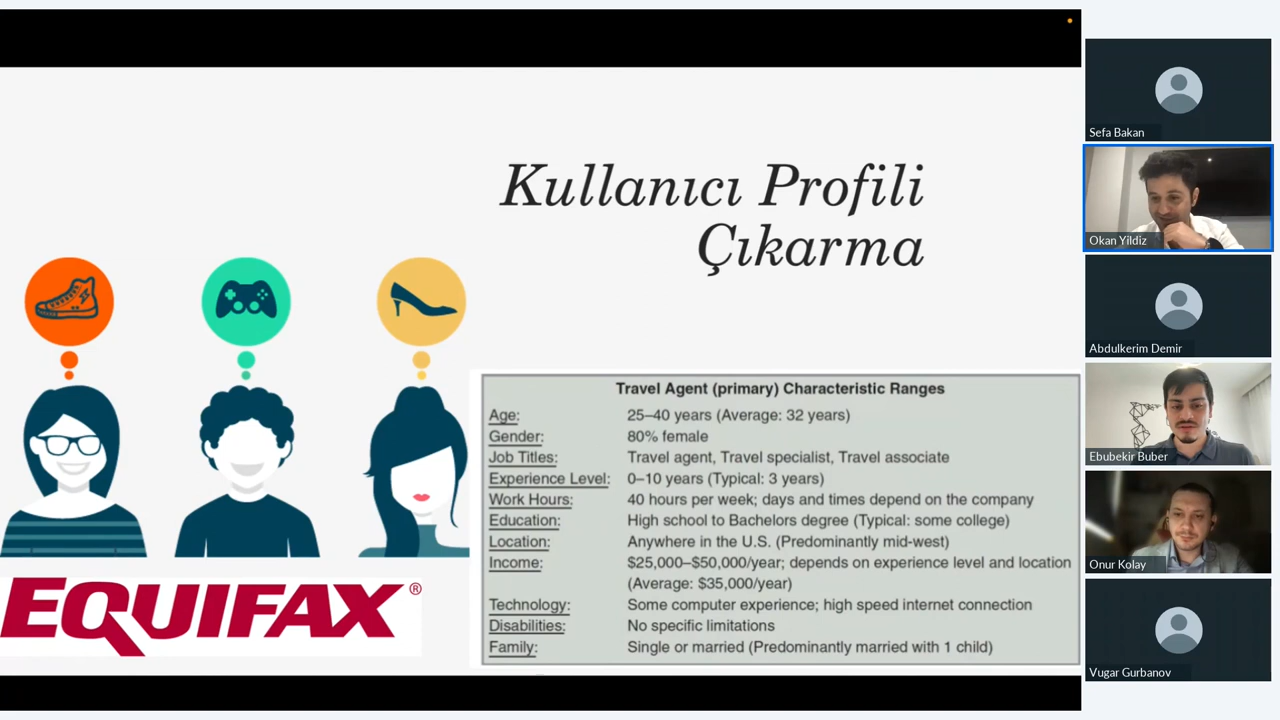 Kullanıcı Profili
Çıkarma
Travel Agent (primary) Characteristic Ranges
Age: 25–40 years (Average: 32 years)
Gender: 80% female
Job Titles: Travel agent, Travel specialist, Travel associate
Experience Level: 0–10 years (Typical: 3 years)
Work Hours: 40 hours per week; days and times depend on the company
Education: High school to Bachelors degree (Typical: some college)
Location: Anywhere in the U.S. (Predominantly mid-west)
Income: $25,000–$50,000/year; depends on experience level and location
(Average: $35,000/year)
Technology: Some computer experience; high speed internet connection
Disabilities: No specific limitations
Family: Single or married (Predominantly married with 1 child)
EQUIFAX®
Sefa Bakan
Okan Yildiz
Abdulkerim Demir
Ebubekir Buber
Onur Kolay
Vugar Gurbanov